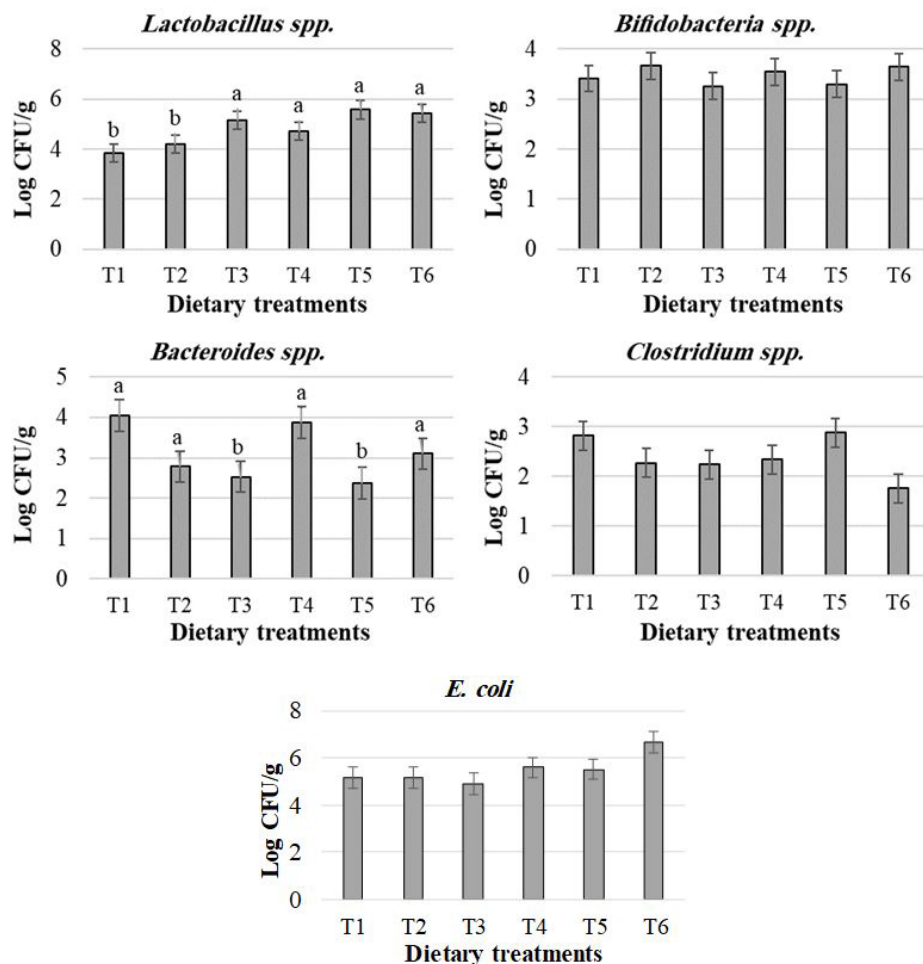 Lactobacillus spp.
8
6
4
2
0
Log CFU/g
b b a a a a
T1 T2 T3 T4 T5 T6
Dietary treatments
Bifidobacteria spp.
4
3
2
1
0
Log CFU/g
T1 T2 T3 T4 T5 T6
Dietary treatments
Bacteroides spp.
5
4
3
2
1
0
Log CFU/g
a a b a b a
T1 T2 T3 T4 T5 T6
Dietary treatments
Clostridium spp.
4
3
2
1
0
Log CFU/g
T1 T2 T3 T4 T5 T6
Dietary treatments
E. coli
8
6
4
2
0
Log CFU/g
T1 T2 T3 T4 T5 T6
Dietary treatments